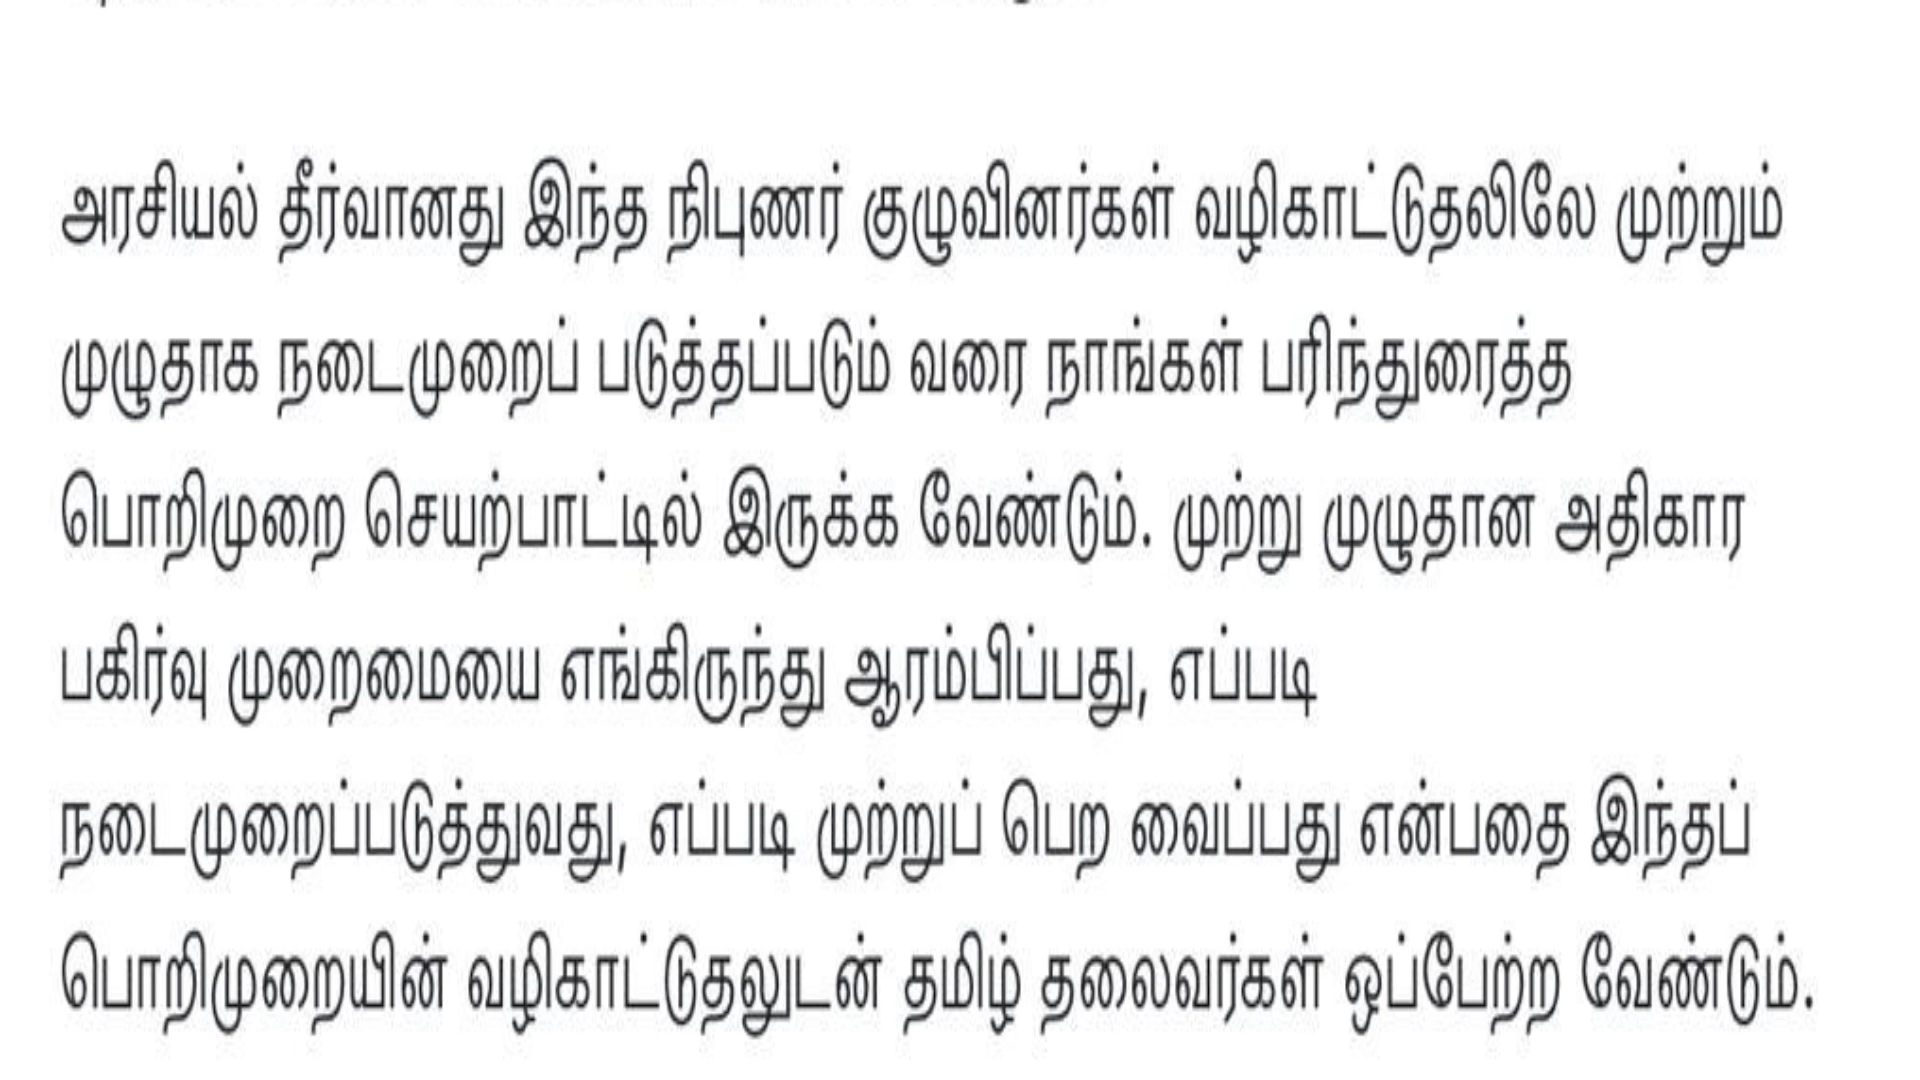 அரசியல் தீர்வானது இந்த நிபுணர் குழுவினர்கள் வழிகாட்டுதலிலே முற்றும்
முழுதாக நடைமுறைப் படுத்தப்படும் வரை நாங்கள் பரிந்துரைத்த
பொறிமுறை செயற்பாட்டில் இருக்க வேண்டும். முற்று முழுதான அதிகார
பகிர்வு முறைமையை எங்கிருந்து ஆரம்பிப்பது, எப்படி
நடைமுறைப்படுத்துவது, எப்படி முற்றுப் பெற வைப்பது என்பதை இந்தப்
பொறிமுறையின் வழிகாட்டுதலுடன் தமிழ் தலைவர்கள் ஒப்பேற்ற வேண்டும்.